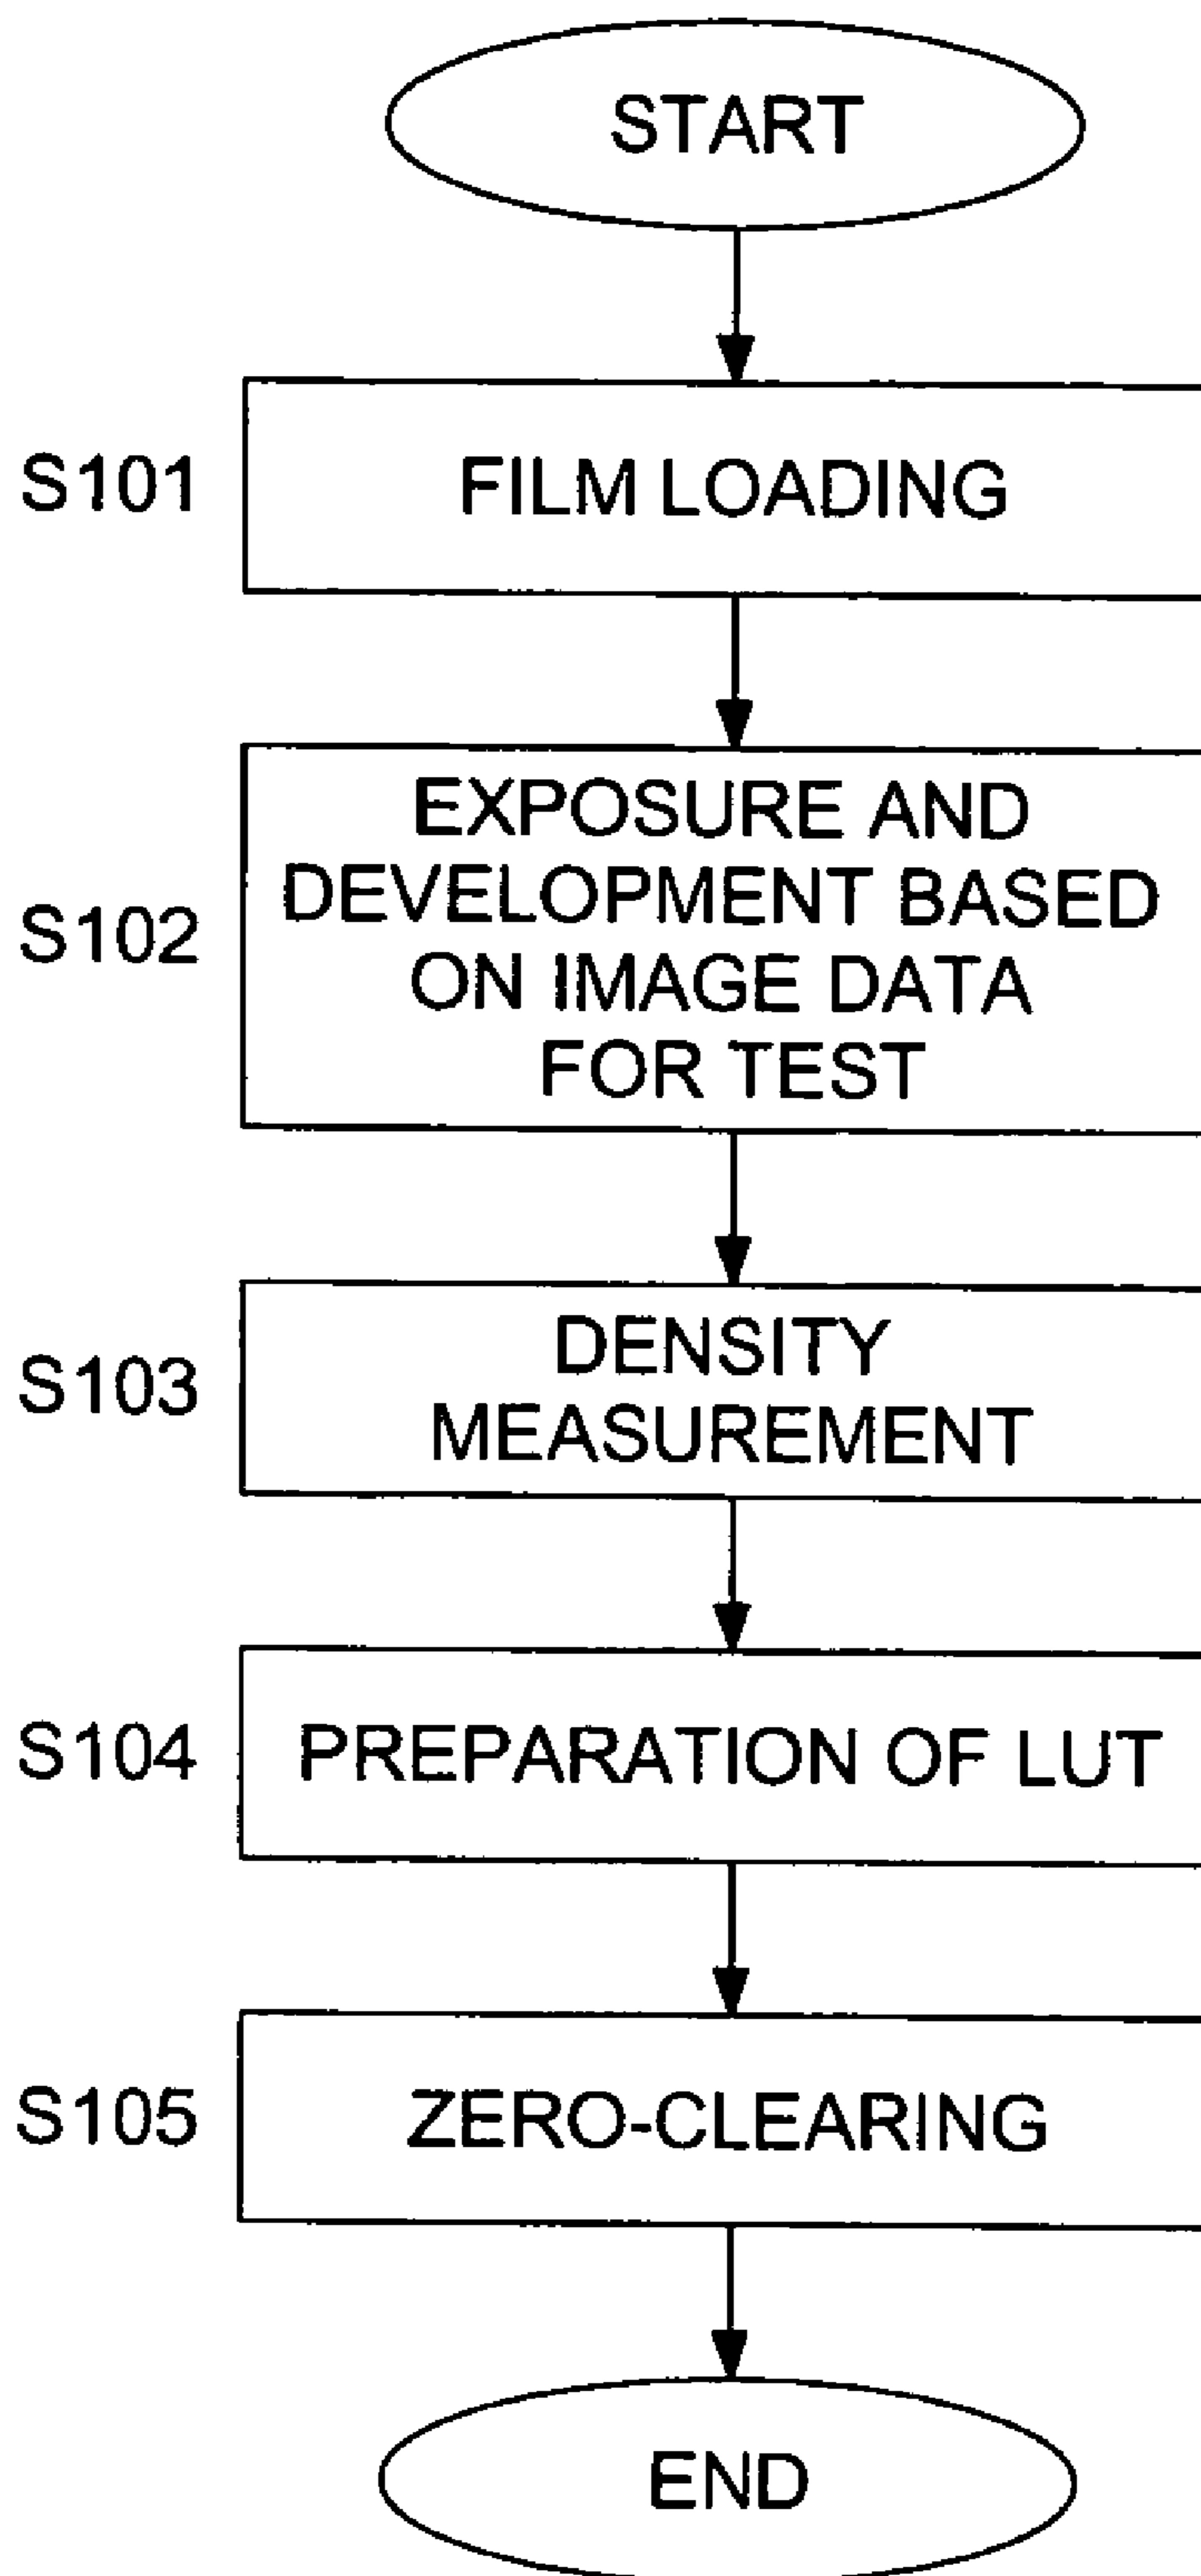 START
S101
FILM LOADING
S102
EXPOSURE AND
DEVELOPMENT BASED
ON IMAGE DATA
FOR TEST
S103
DENSITY
MEASUREMENT
S104
PREPARATION OF LUT
S105
ZERO-CLEARING
END